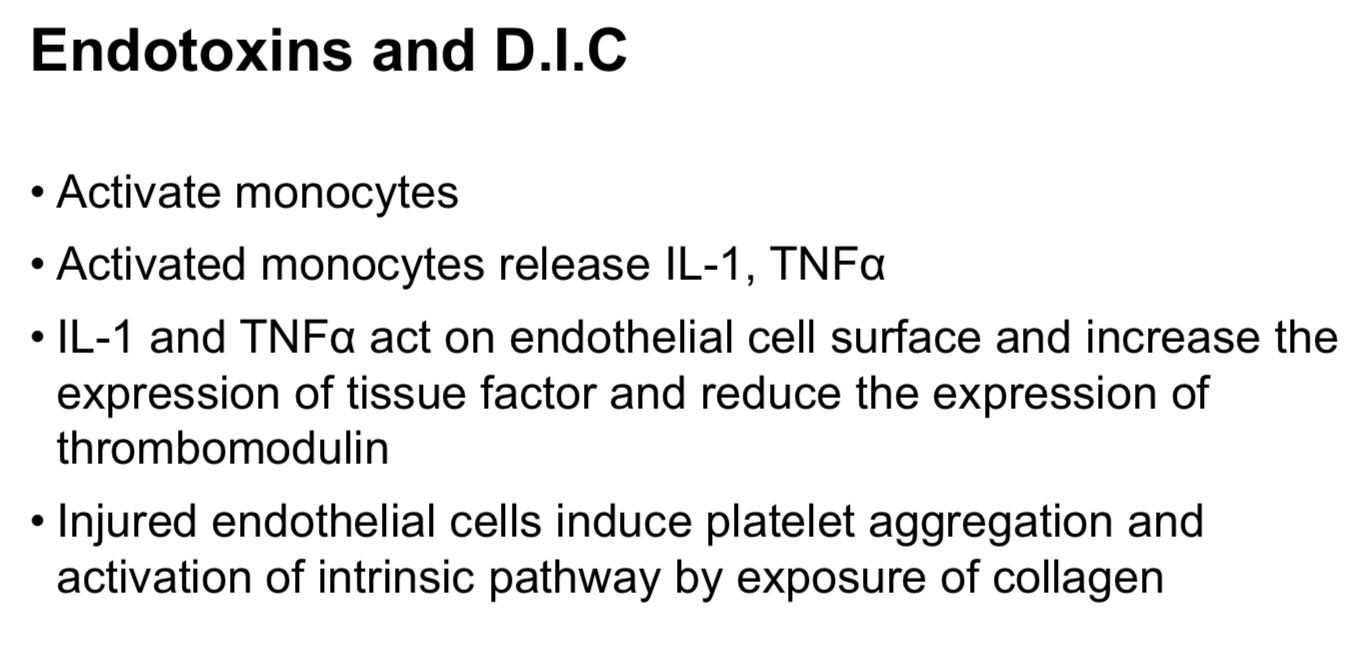 Endotoxins and D.I.C
• Activate monocytes
• Activated monocytes release IL-1, TNFα
• IL-1 and TNFα act on endothelial cell surface and increase the
expression of tissue factor and reduce the expression of
thrombomodulin
• Injured endothelial cells induce platelet aggregation and
activation of intrinsic pathway by exposure of collagen